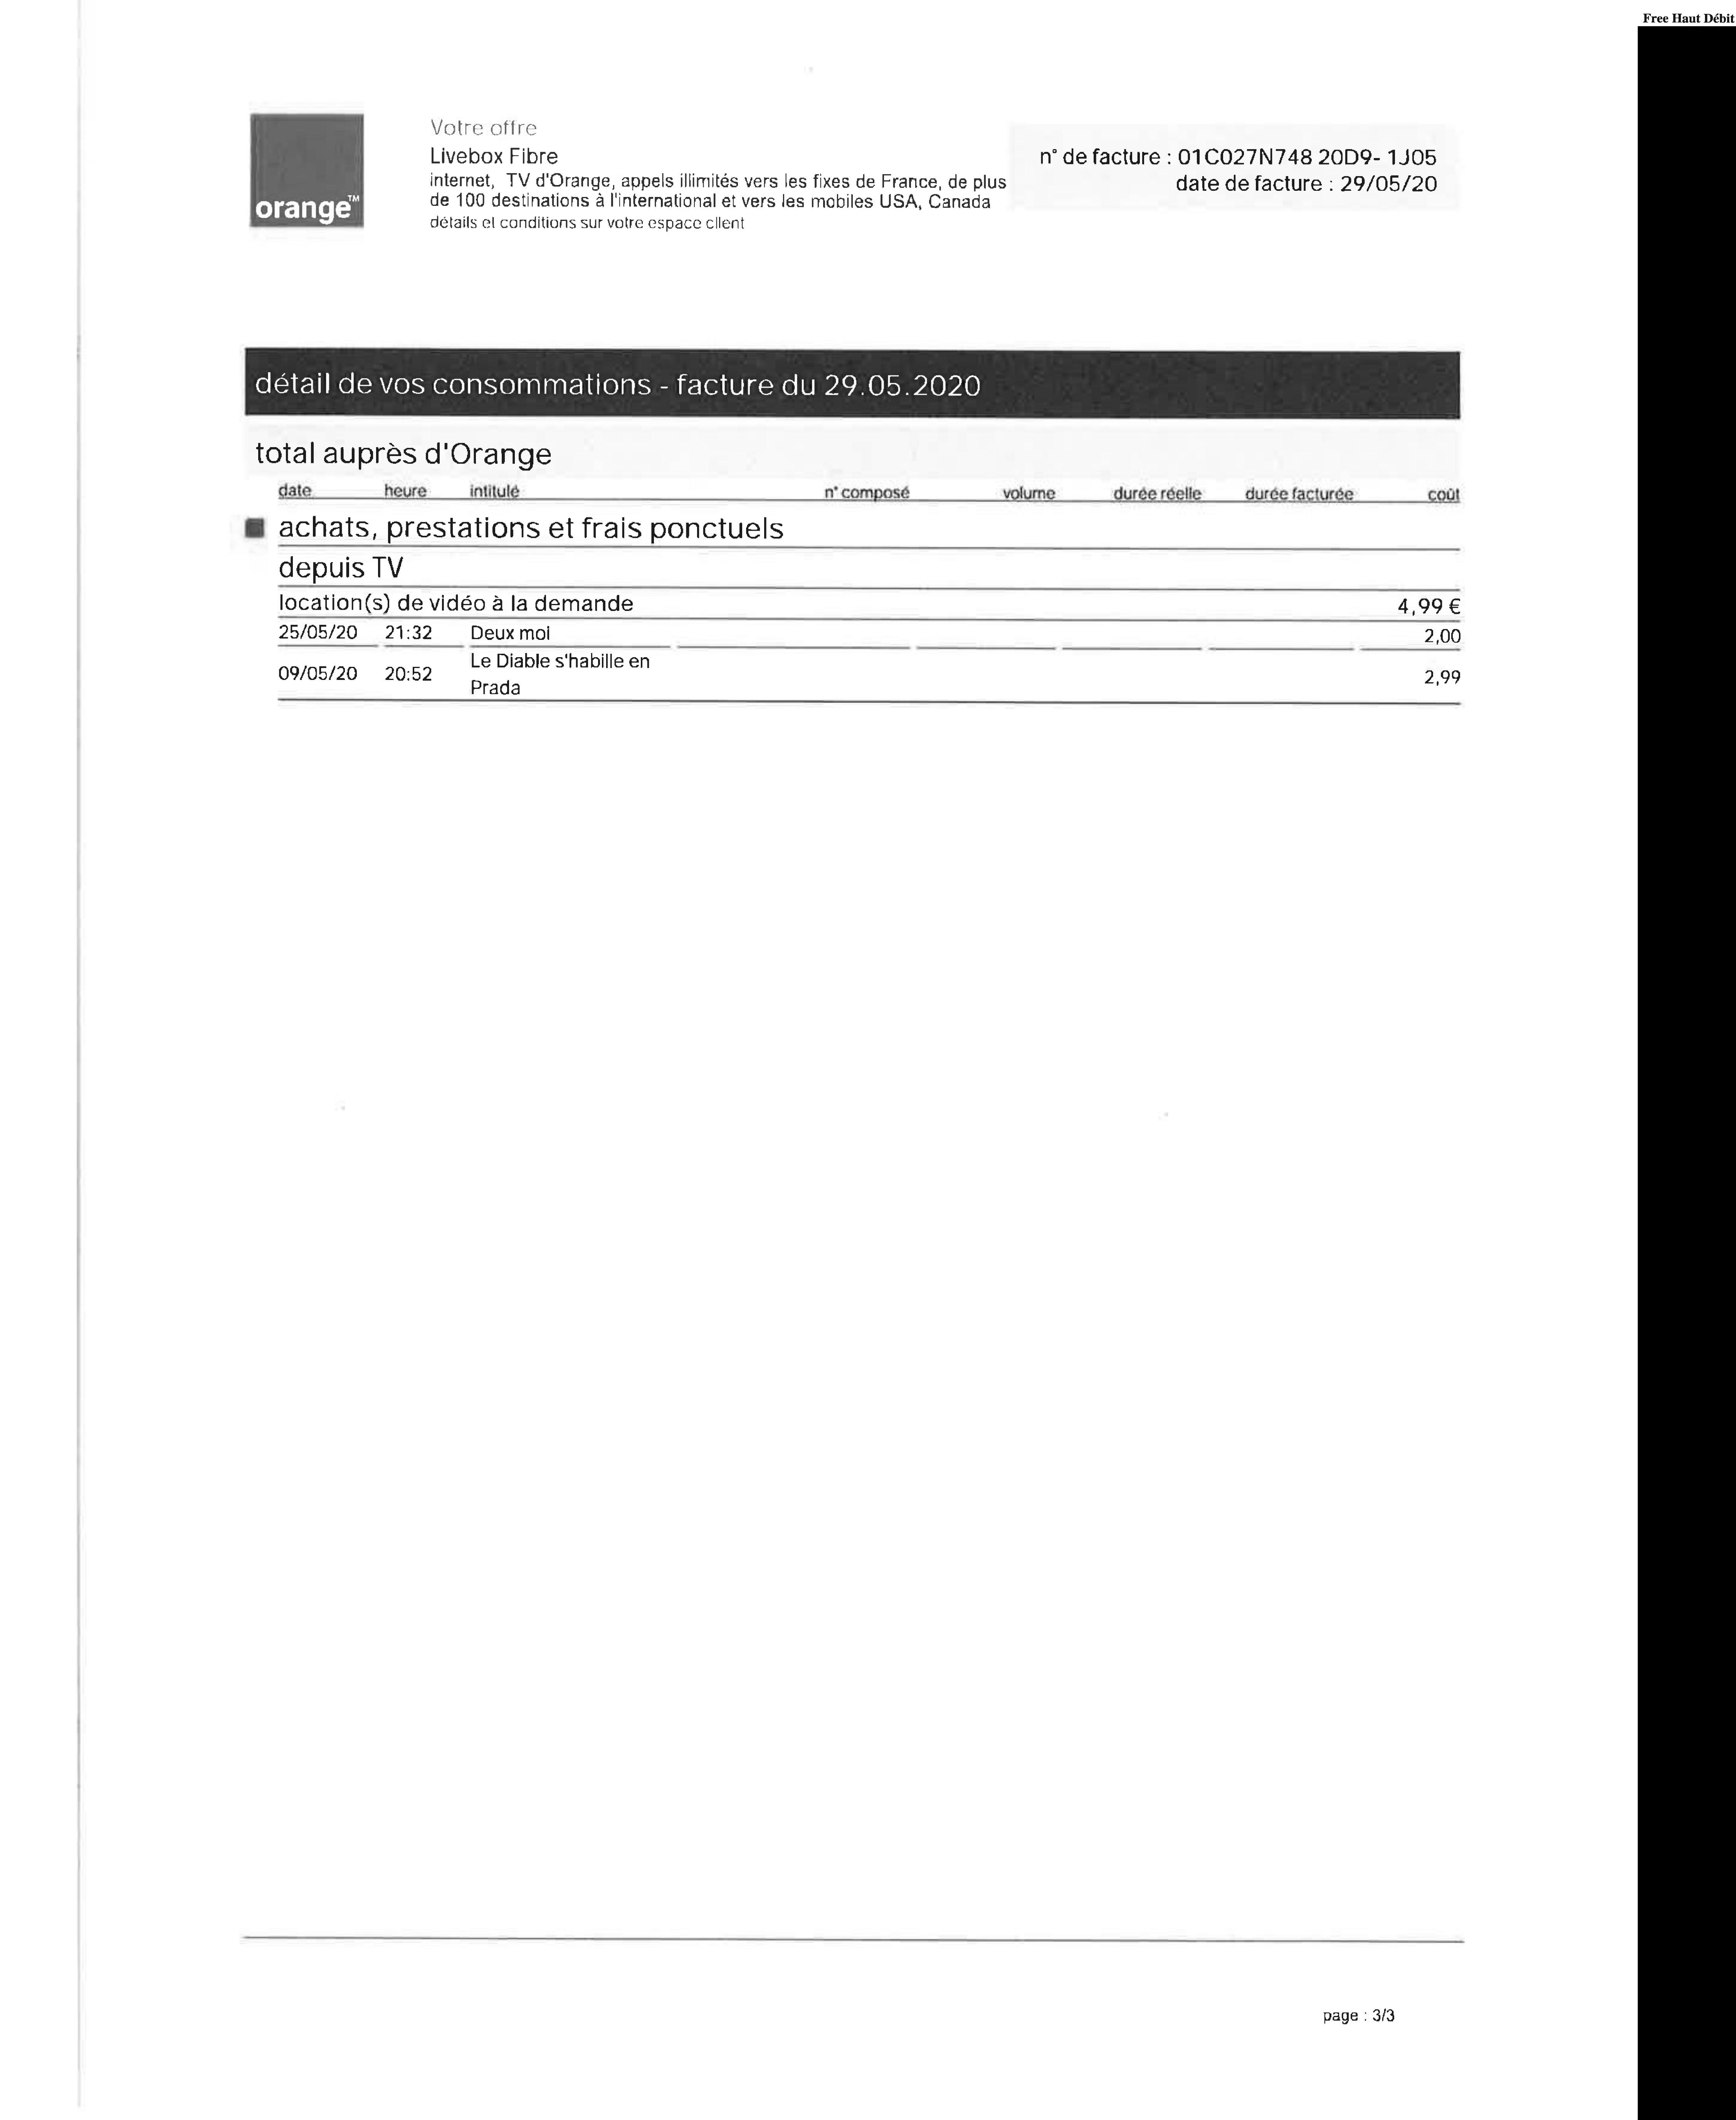 Free Haut Débit
orange™
Votre offre
Livebox Fibre
internet, TV d'Orange, appels illimités vers les fixes de France, de plus
de 100 destinations à l'international et vers les mobiles USA, Canada
détails et conditions sur votre espace client
n° de facture : 01C027N748 20D9- 1J05
date de facture : 29/05/20
détail de vos consommations - facture du 29.05.2020
total auprès d'Orange
date heure intitulé n° composé volume durée réelle durée facturée coût
achats, prestations et frais ponctuels
depuis TV
location(s) de vidéo à la demande 4,99 €
25/05/20 21:32 Deux moi 2,00
09/05/20 20:52 Le Diable s'habille en
Prada 2,99
page : 3/3